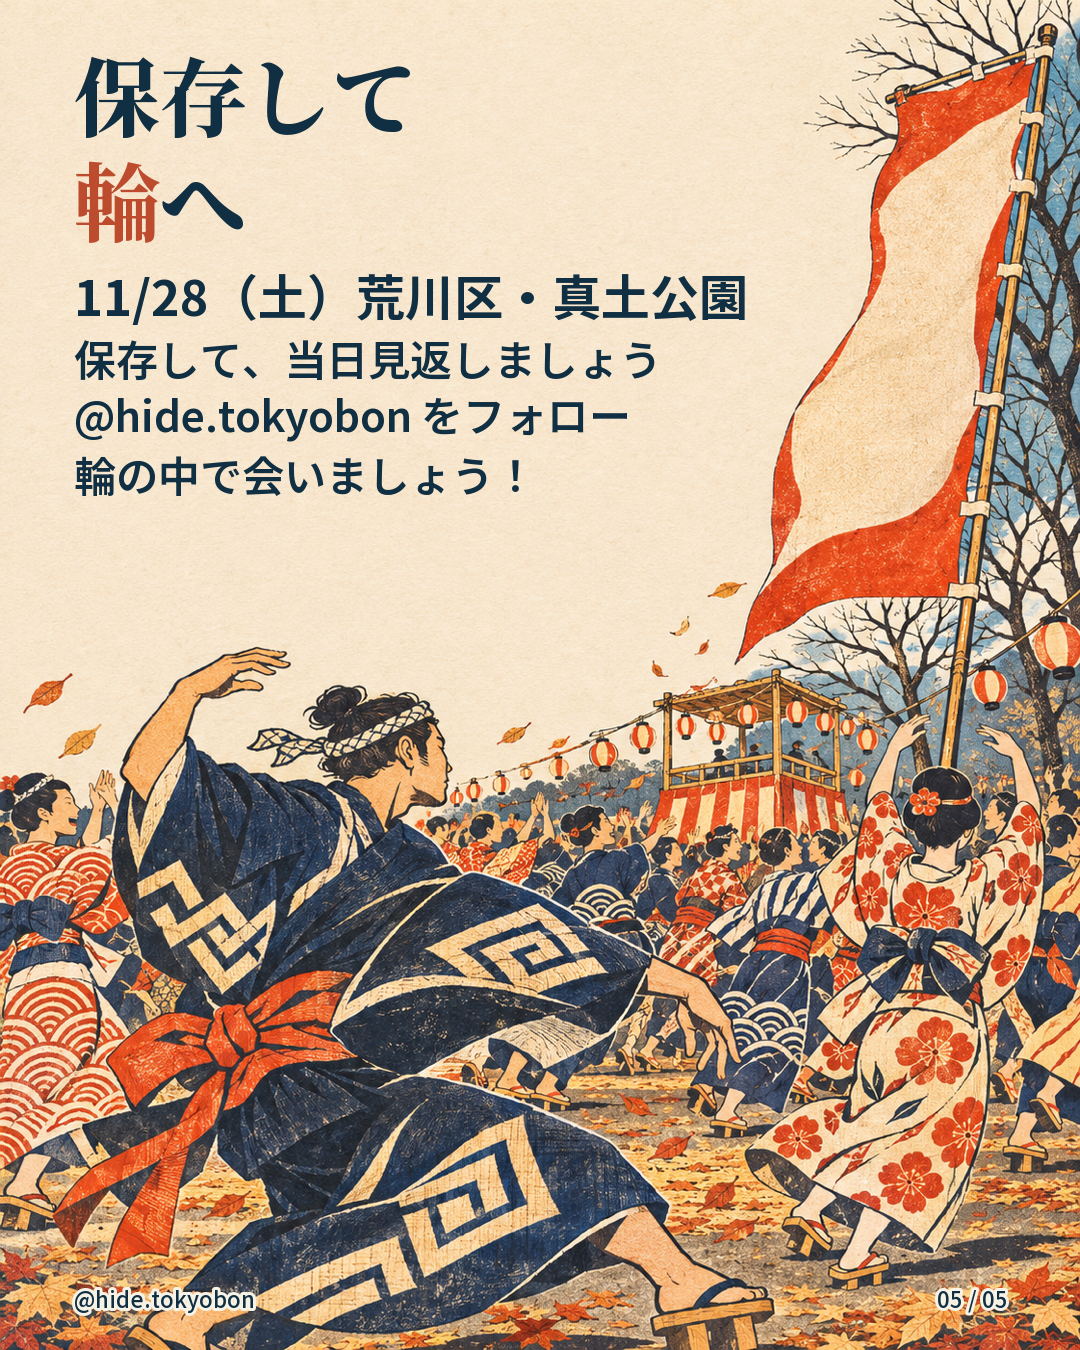 保存して
輪へ
11/28（土）荒川区・真土公園
保存して、当日見返しましょう
@hide.tokyobon をフォロー
輪の中で会いましょう！
@hide.tokyobon
05 / 05